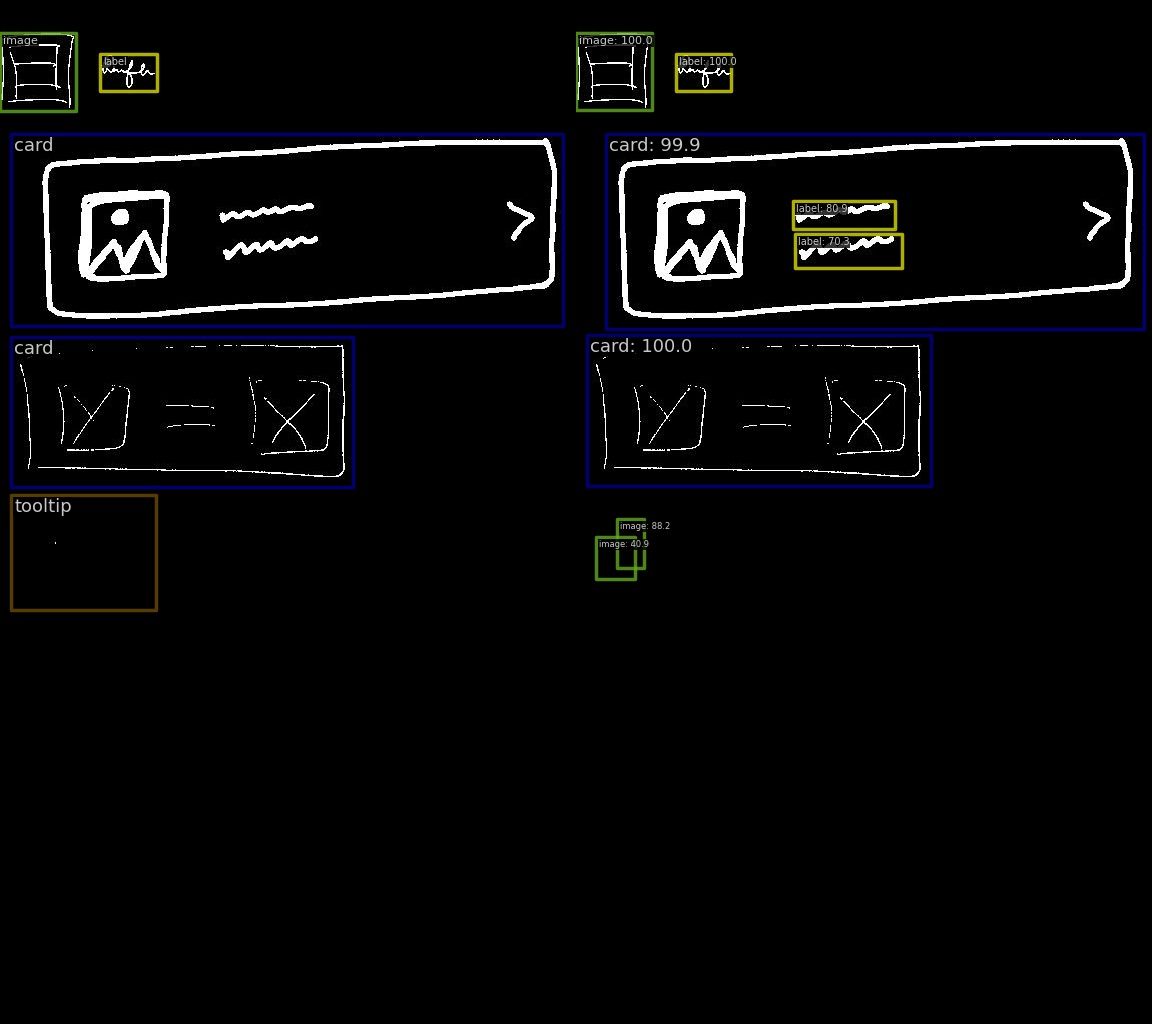 image image: 100.0
label label: 100.0
card card: 99.9
label: 80.9
label: 70.3
card card: 100.0
tooltip
image: 88.2
image: 40.9